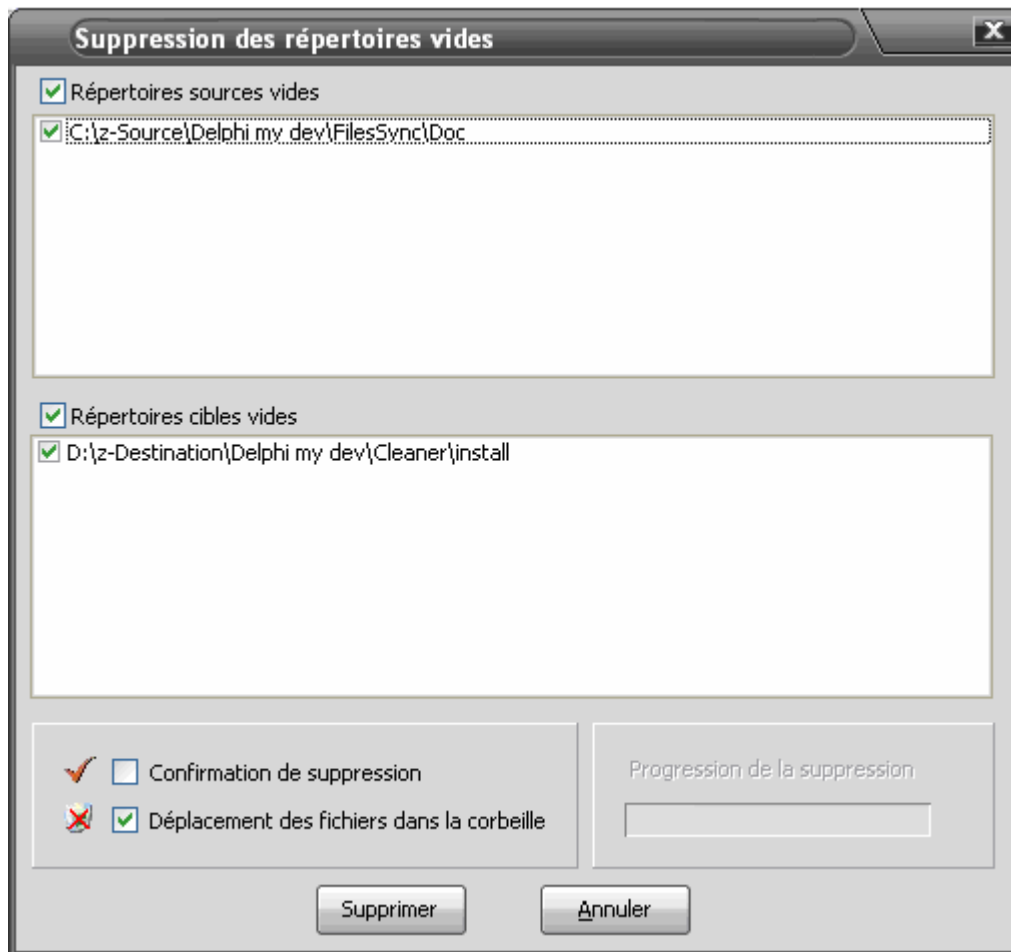 Suppression des répertoires vides
Répertoires sources vides
C:\z-Source\Delphi my dev\FilesSync\Doc
Répertoires cibles vides
D:\z-Destination\Delphi my dev\Cleaner\install
Confirmation de suppression
Progression de la suppression
Déplacement des fichiers dans la corbeille
Supprimer
Annuler